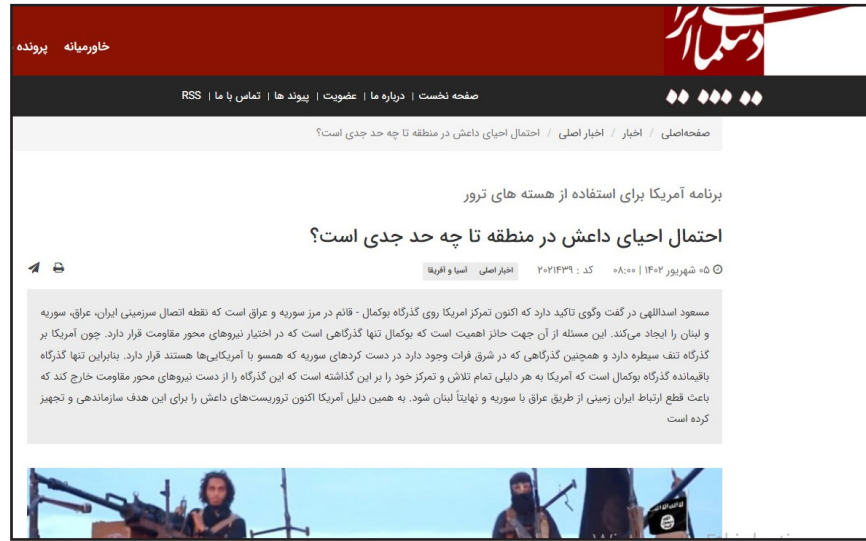 دیپلماسی ایرانی
خاورمیانه پرونده
صفحه نخست | درباره ما | عضویت | پیوند ها | تماس با ما | RSS
صفحه‌اصلی / اخبار / اخبار اصلی / احتمال احیای داعش در منطقه تا چه حد جدی است؟
برنامه آمریکا برای استفاده از هسته های ترور
احتمال احیای داعش در منطقه تا چه حد جدی است؟
۰۵ شهریور ۱۴۰۲ | ۰۸:۰۰ کد : ۲۰۲۱۴۳۹ اخبار اصلی آسیا و آفریقا
مسعود اسداللهی در گفت وگوی تاکید دارد که اکنون تمرکز امریکا روی گذرگاه بوکمال - قائم در مرز سوریه و عراق است که نقطه اتصال سرزمینی ایران، عراق، سوریه
و لبنان را ایجاد می‌کند. این مسئله از آن جهت حائز اهمیت است که بوکمال تنها گذرگاهی است که در اختیار نیروهای محور مقاومت قرار دارد. چون آمریکا بر
گذرگاه تنف سیطره دارد و همچنین گذرگاهی که در شرق فرات وجود دارد در دست کردهای سوریه که همسو با آمریکایی‌ها هستند قرار دارد. بنابراین تنها گذرگاه
باقیمانده گذرگاه بوکمال است که آمریکا به هر دلیلی تمام تلاش و تمرکز خود را بر این گذاشته است که این گذرگاه را از دست نیروهای محور مقاومت خارج کند که
باعث قطع ارتباط ایران زمینی از طریق عراق با سوریه و نهایتاً لبنان شود. به همین دلیل آمریکا اکنون تروریست‌های داعش را برای این هدف سازماندهی و تجهیز
کرده است